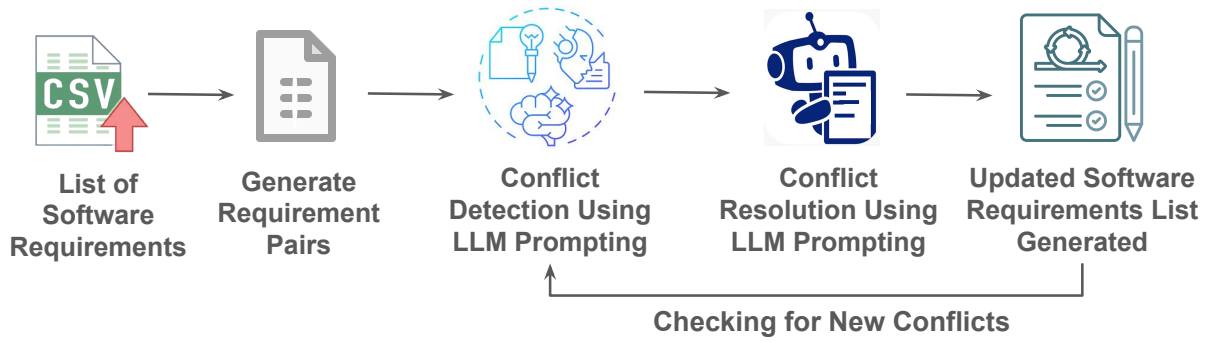 CSV
List of
Software
Requirements
Generate
Requirement
Pairs
Conflict
Detection Using
LLM Prompting
Conflict
Resolution Using
LLM Prompting
Updated Software
Requirements List
Generated
Checking for New Conflicts